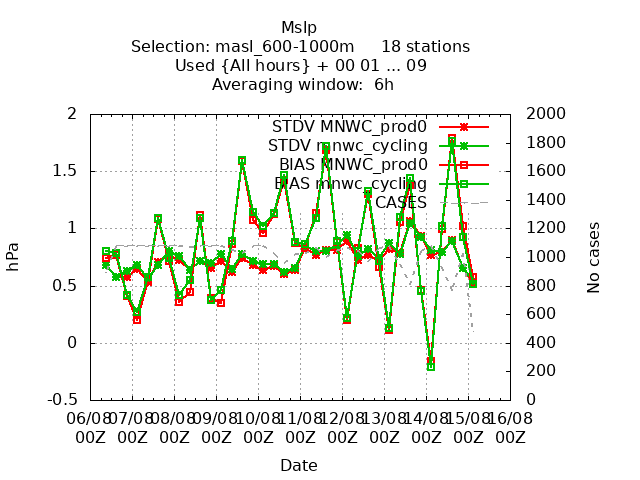 Mslp
Selection: masl_600-1000m 18 stations
Used {All hours} + 00 01 ... 09
Averaging window: 6h
2
1.5
1
0.5
0
-0.5
hPa
2000
1800
1600
1400
1200
1000
800
600
400
200
0
No cases
STDV MNWC_prod0
STDV mnwc_cycling
BIAS MNWC_prod0
BIAS mnwc_cycling
CASES
06/08 07/08 08/08 09/08 10/08 11/08 12/08 13/08 14/08 15/08 16/08
00Z 00Z 00Z 00Z 00Z 00Z 00Z 00Z 00Z 00Z 00Z
Date